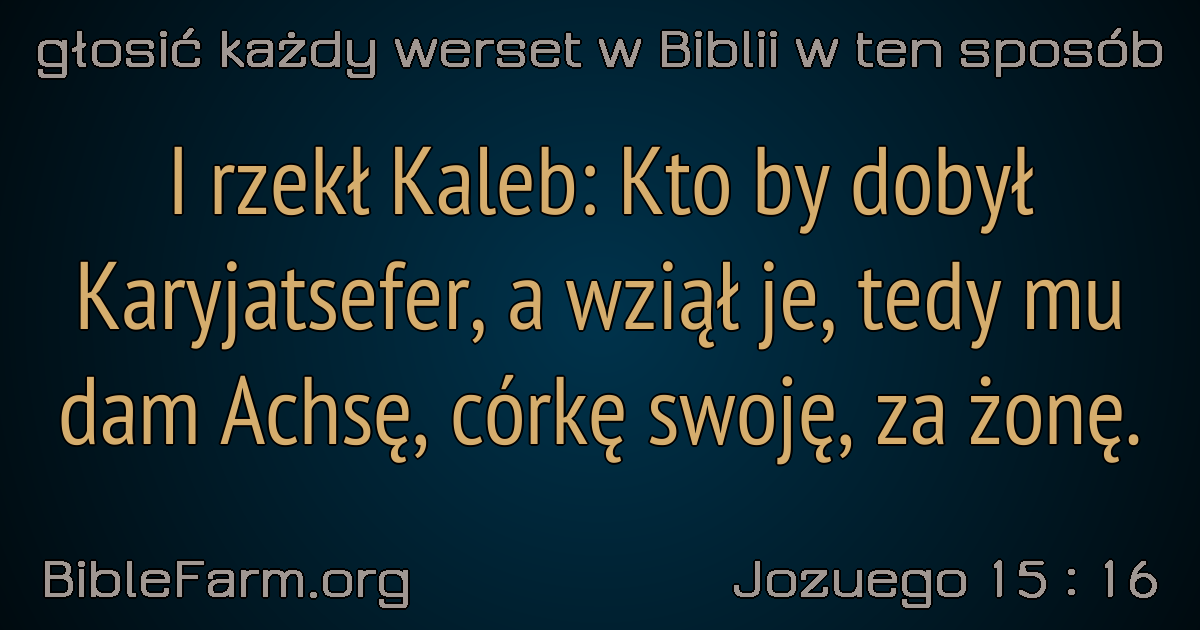 głosić każdy werset w Biblii w ten sposób
I rzekł Kaleb: Kto by dobył
Karyjatsefer, a wziął je, tedy mu
dam Achsę, córkę swoję, za żonę.
BibleFarm.org
Jozuego 15 : 16